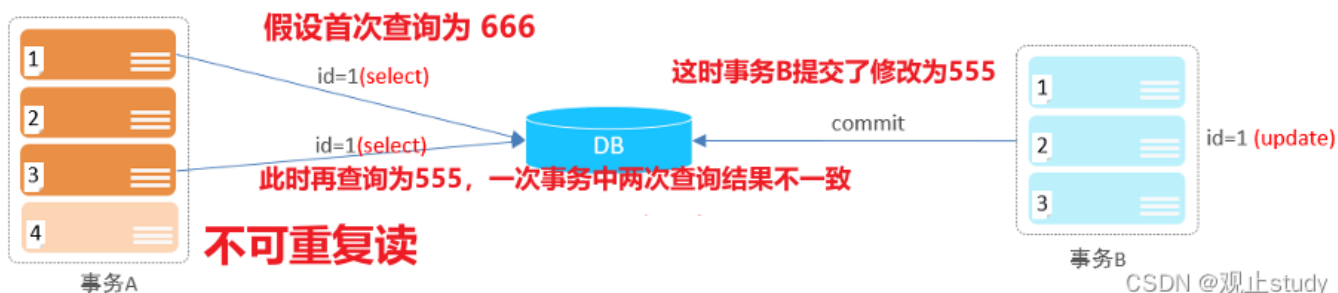 假设首次查询为 666
1
id=1(select)
这时事务B提交了修改为555
1
2
commit
2
id=1 (update)
DB
id=1(select)
3
此时再查询为555，一次事务中两次查询结果不一致
3
4
不可重复读
事务A
事务B
CSDN @观止study